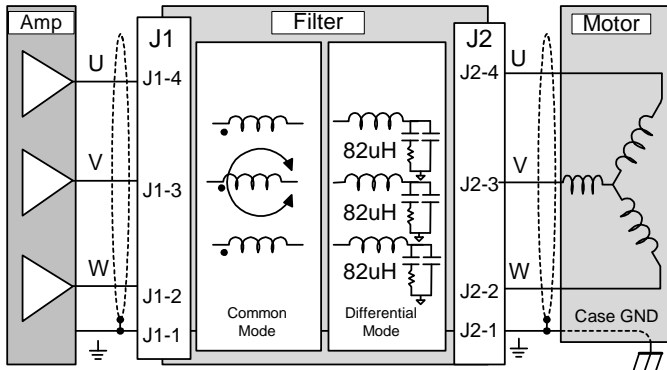 Amp
Filter
Motor
J1
J2
U
J1-4
J2-4
U
82uH
V
J1-3
J2-3
V
82uH
W
J1-2
82uH
J2-2
W
Common
Mode
Differential
Mode
J1-1
J2-1
Case GND